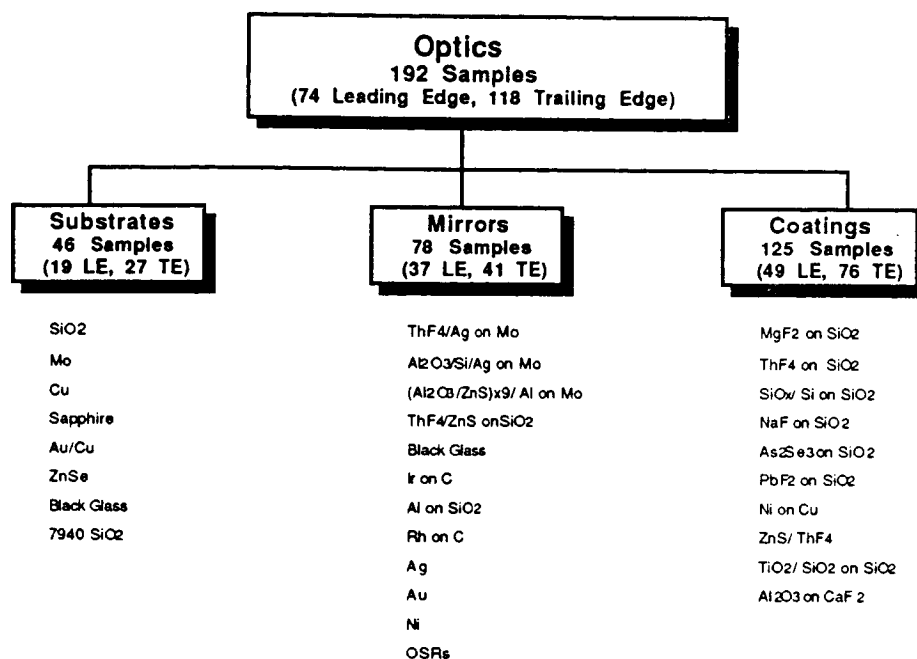 Optics
192 Samples
(74 Leading Edge, 118 Trailing Edge)
Substrates
46 Samples
(19 LE, 27 TE)
SiO2
Mo
Cu
Sapphire
Au/Cu
ZnSe
Black Glass
7940 SiO2
Mirrors
78 Samples
(37 LE, 41 TE)
ThF4/Ag on Mo
Al2O3/Si/Ag on Mo
(Al2O3/ZnS)x9/ Al on Mo
ThF4/ZnS onSiO2
Black Glass
Ir on C
Al on SiO2
Rh on C
Ag
Au
Ni
OSRs
Coatings
125 Samples
(49 LE, 76 TE)
MgF2 on SiO2
ThF4 on SiO2
SiOx/ Si on SiO2
NaF on SiO2
As2Se3 on SiO2
PbF2 on SiO2
Ni on Cu
ZnS/ ThF4
TiO2/ SiO2 on SiO2
Al2O3 on CaF2